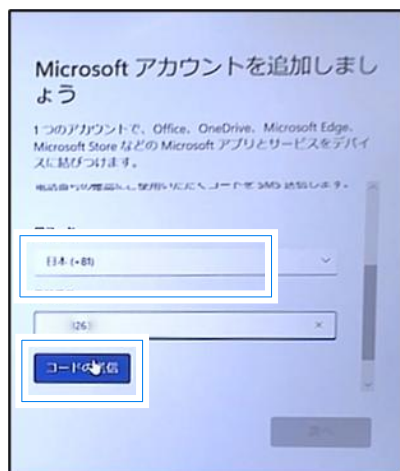 Microsoft アカウントを追加しまし
ょう
1 つのアカウントで、Office、OneDrive、Microsoft Edge、
Microsoft Store などの Microsoft アプリとサービスをデバイ
スに結びつけます。
日本 (+81)
コードの送信
次へ